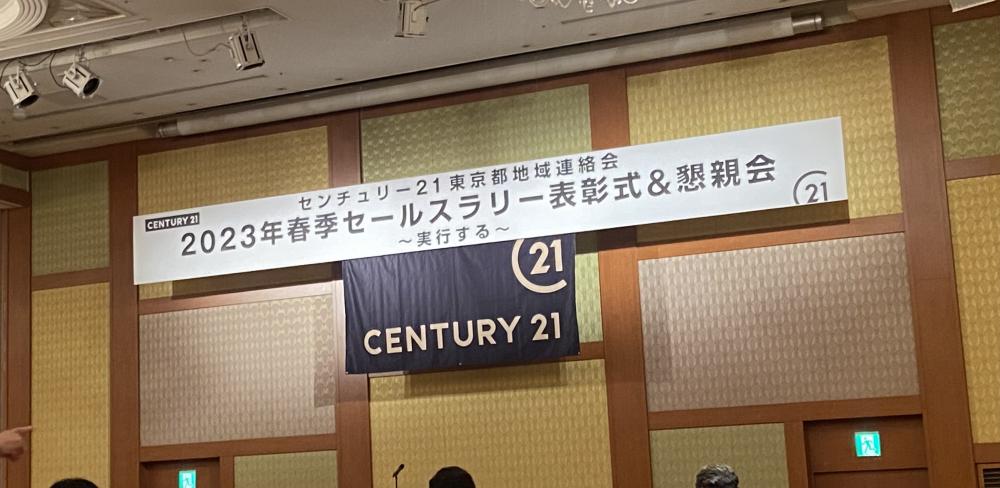 センチュリー21東京都地域連絡会
CENTURY 21
2023年春季セールスラリー表彰式&懇親会
21
～実行する～
21
CENTURY 21